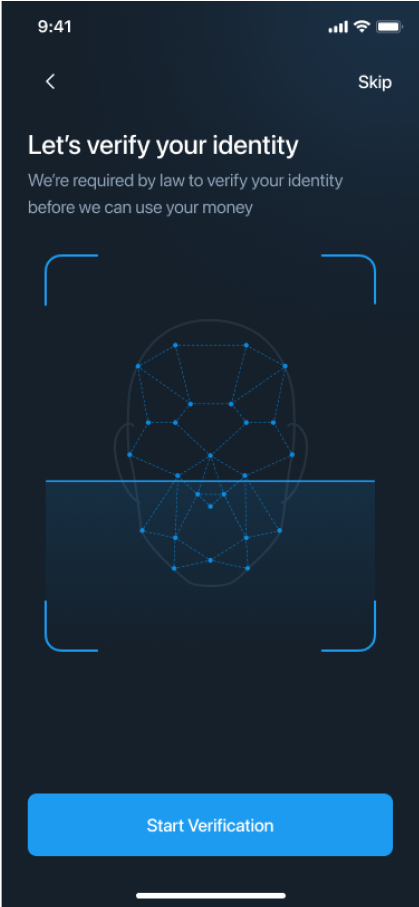 9:41
Skip
Let’s verify your identity
We’re required by law to verify your identity
before we can use your money
Start Verification